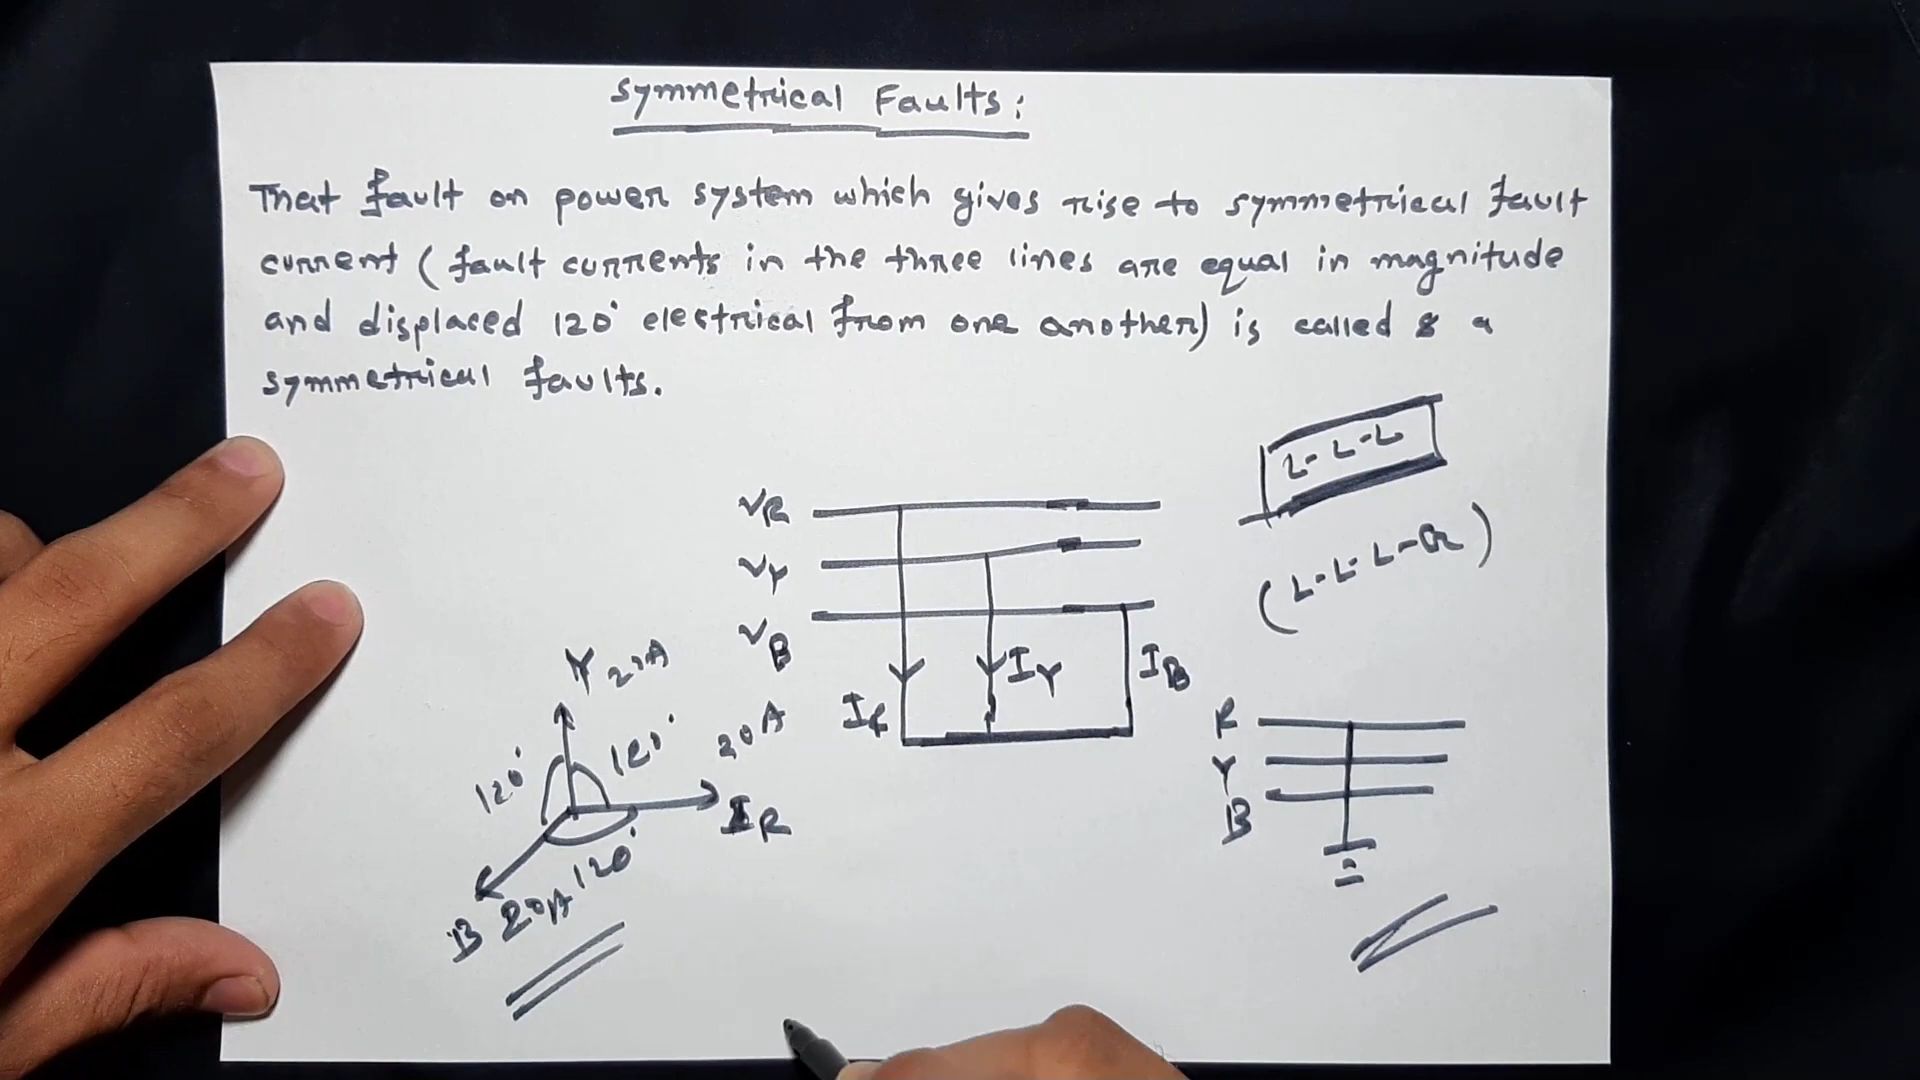 Symmetrical Faults:
That fault on power system which gives rise to symmetrical fault
current (fault currents in the three lines are equal in magnitude
and displaced 120° electrical from one another) is called a
symmetrical faults.
L-L-L
(L-L-L-G)
VR
VY
VB
IR
IY
IB
Y 20A
120°
120°
20A
IR
120°
B 20A
R
Y
B